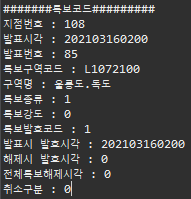 #######특보코드#########
지점번호 : 108
발표시각 : 202103160200
발표번호 : 85
특보구역코드 : L1072100
구역명 : 울릉도.독도
특보종류 : 1
특보강도 : 0
특보발효코드 : 1
발표시 발효시각 : 202103160200
해제시 발효시각 : 0
전체특보해제시각 : 0
취소구분 : 0